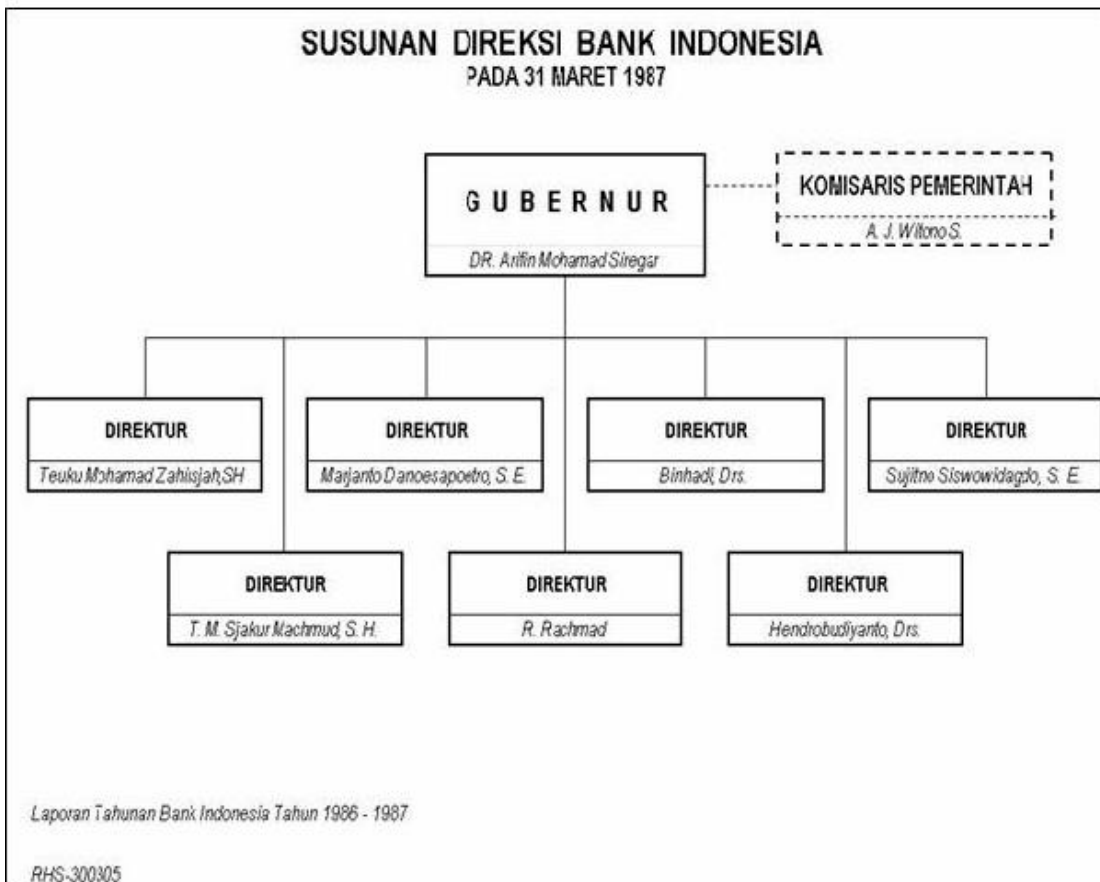 SUSUNAN DIREKSI BANK INDONESIA
PADA 31 MARET 1987
GUBERNUR
DR. Arifin Mohamad Siregar
KOMISARIS PEMERINTAH
A. J. Witono S.
DIREKTUR
Teuku Mohamad Zahisjah,SH
DIREKTUR
Marjanto Danoesapoetro, S. E.
DIREKTUR
Binhadi, Drs.
DIREKTUR
Sujitno Siswowidagdo, S. E.
DIREKTUR
T. M. Sjakur Machmud, S. H.
DIREKTUR
R. Rachmad
DIREKTUR
Hendrobudiyanto, Drs.
Laporan Tahunan Bank Indonesia Tahun 1986 - 1987
RHS-300305